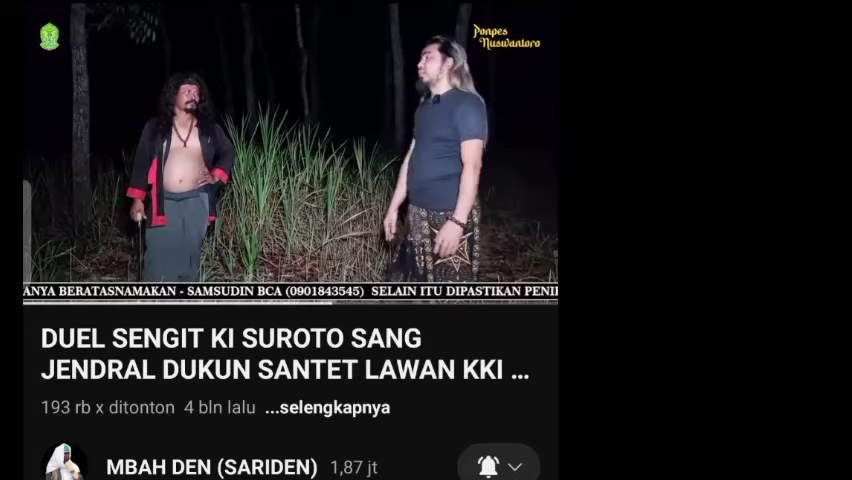 Ponpes
Nuswantoro
ANYA BERATASNAMAKAN - SAMSUDIN BCA (0901843545) SELAIN ITU DIPASTIKAN PENI
DUEL SENGIT KI SUROTO SANG
JENDRAL DUKUN SANTET LAWAN KKI ...
193 rb x ditonton 4 bln lalu ...selengkapnya
MBAH DEN (SARIDEN) 1,87 jt